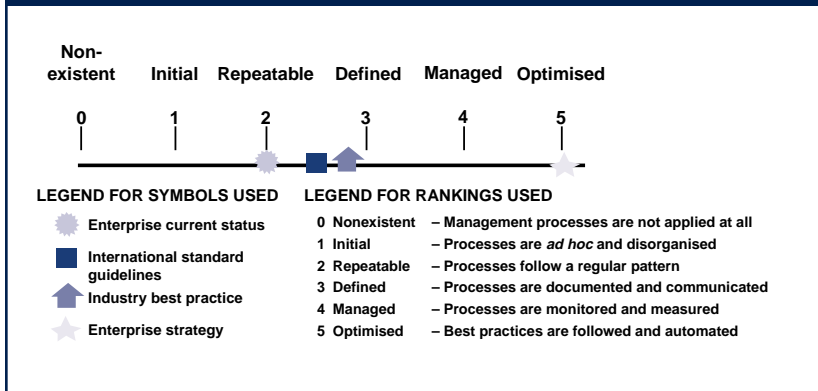 Non-
existent Initial Repeatable Defined Managed Optimised
0 1 2 3 4 5
LEGEND FOR SYMBOLS USED
Enterprise current status
International standard
guidelines
Industry best practice
Enterprise strategy
LEGEND FOR RANKINGS USED
0 Nonexistent – Management processes are not applied at all
1 Initial – Processes are ad hoc and disorganised
2 Repeatable – Processes follow a regular pattern
3 Defined – Processes are documented and communicated
4 Managed – Processes are monitored and measured
5 Optimised – Best practices are followed and automated